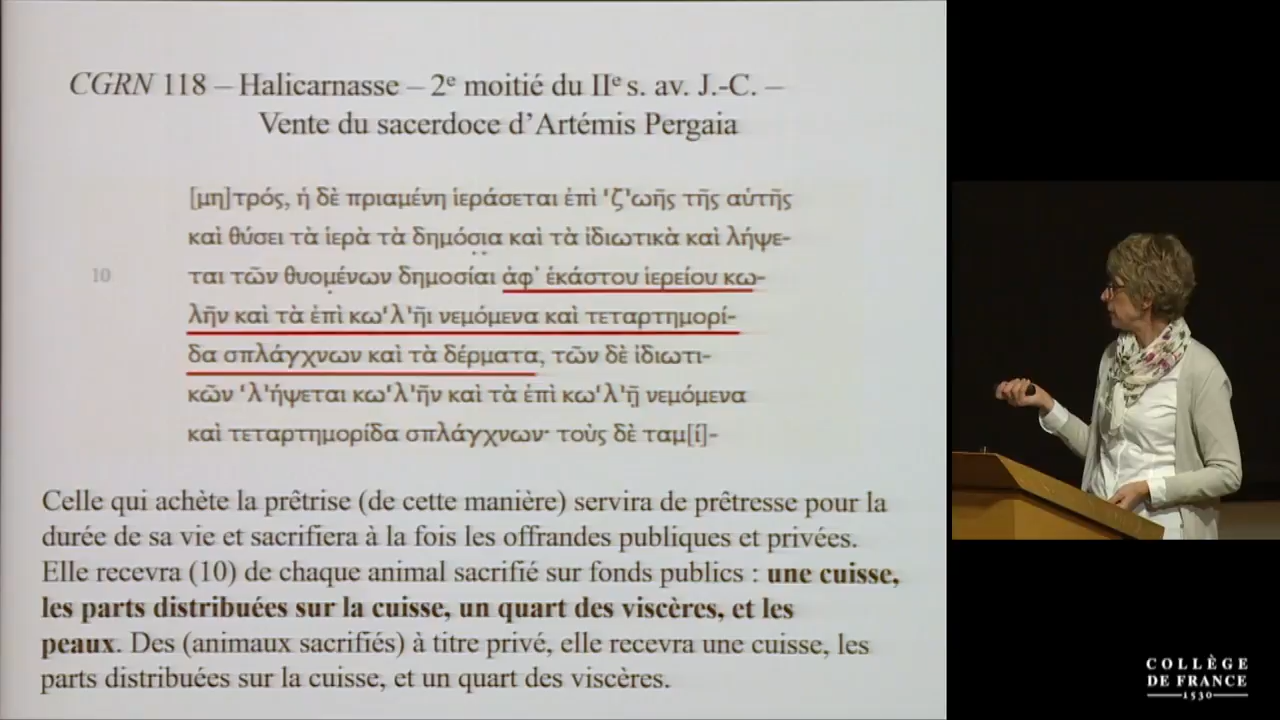 CGRN 118 – Halicarnasse – 2e moitié du IIe s. av. J.-C. –
Vente du sacerdoce d’Artémis Pergaia
[μη]τρός, ἡ δὲ πριαμένη ἱεράσεται ἐπὶ 'ζ'ωῆς τῆς αὑτῆς
καὶ θύσει τὰ ἱερὰ τὰ δημόσια καὶ τὰ ἰδιωτικὰ καὶ λήψε-
10 ται τῶν θυομένων δημοσίαι ἀφ’ ἑκάστου ἱερείου κω-
λῆν καὶ τὰ ἐπὶ κω'λ'ῆι νεμόμενα καὶ τεταρτημορί-
δα σπλάγχνων καὶ τὰ δέρματα, τῶν δὲ ἰδιωτι-
κῶν 'λ'ήψεται κω'λ'ῆν καὶ τὰ ἐπὶ κω'λ'ῇ νεμόμενα
καὶ τεταρτημορίδα σπλάγχνων· τοὺς δὲ ταμ[ί]-
Celle qui achète la prêtrise (de cette manière) servira de prêtresse pour la
durée de sa vie et sacrifiera à la fois les offrandes publiques et privées.
Elle recevra (10) de chaque animal sacrifié sur fonds publics : une cuisse,
les parts distribuées sur la cuisse, un quart des viscères, et les
peaux. Des (animaux sacrifiés) à titre privé, elle recevra une cuisse, les
parts distribuées sur la cuisse, et un quart des viscères.
COLLÈGE
DE FRANCE
1530